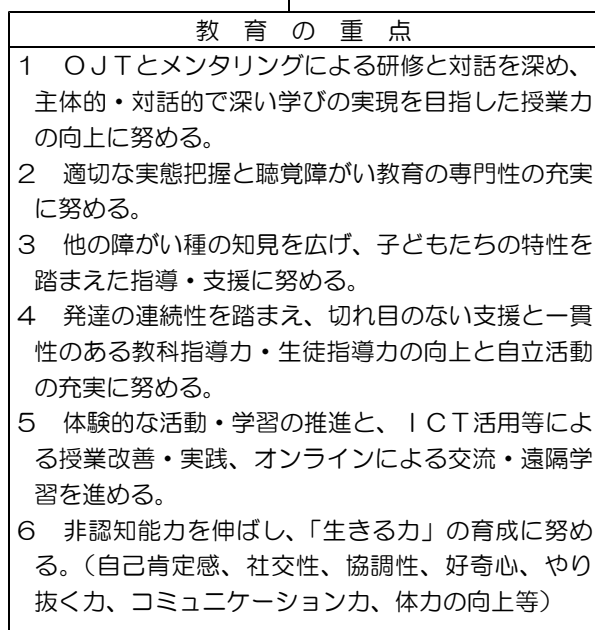 教 育 の 重 点
１　ＯＪＴとメンタリングによる研修と対話を深め、
主体的・対話的で深い学びの実現を目指した授業力
の向上に努める。
２　適切な実態把握と聴覚障がい教育の専門性の充実
に努める。
３　他の障がい種の知見を広げ、子どもたちの特性を
踏まえた指導・支援に努める。
４　発達の連続性を踏まえ、切れ目のない支援と一貫
性のある教科指導力・生徒指導力の向上と自立活動
の充実に努める。
５　体験的な活動・学習の推進と、ＩＣＴ活用等によ
る授業改善・実践、オンラインによる交流・遠隔学
習を進める。
６　非認知能力を伸ばし、「生きる力」の育成に努め
る。（自己肯定感、社交性、協調性、好奇心、やり
抜く力、コミュニケーション力、体力の向上等）